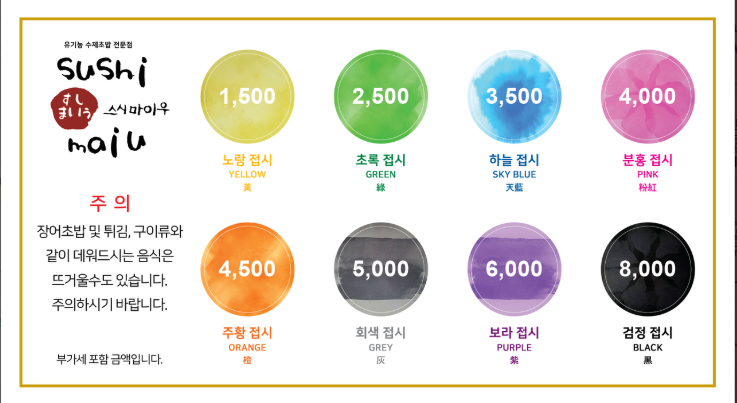 유기농 수제초밥 전문점
sushi
すし
まいう
스시마이우
maiu
주 의
장어초밥 및 튀김, 구이류와
같이 데워드시는 음식은
뜨거울수도 있습니다.
주의하시기 바랍니다.
부가세 포함 금액입니다.
1,500
노랑 접시
YELLOW
黃
2,500
초록 접시
GREEN
綠
3,500
하늘 접시
SKY BLUE
天藍
4,000
분홍 접시
PINK
粉紅
4,500
주황 접시
ORANGE
橙
5,000
회색 접시
GREY
灰
6,000
보라 접시
PURPLE
紫
8,000
검정 접시
BLACK
黑